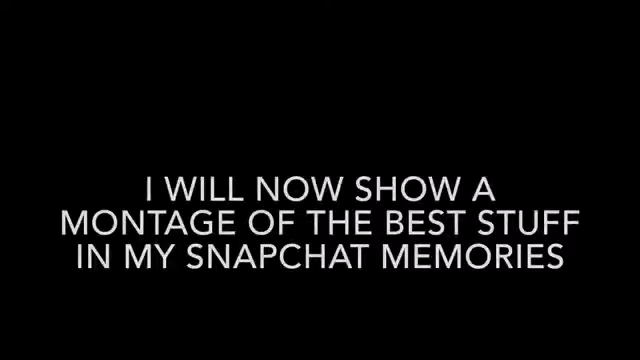 I WILL NOW SHOW A
MONTAGE OF THE BEST STUFF
IN MY SNAPCHAT MEMORIES